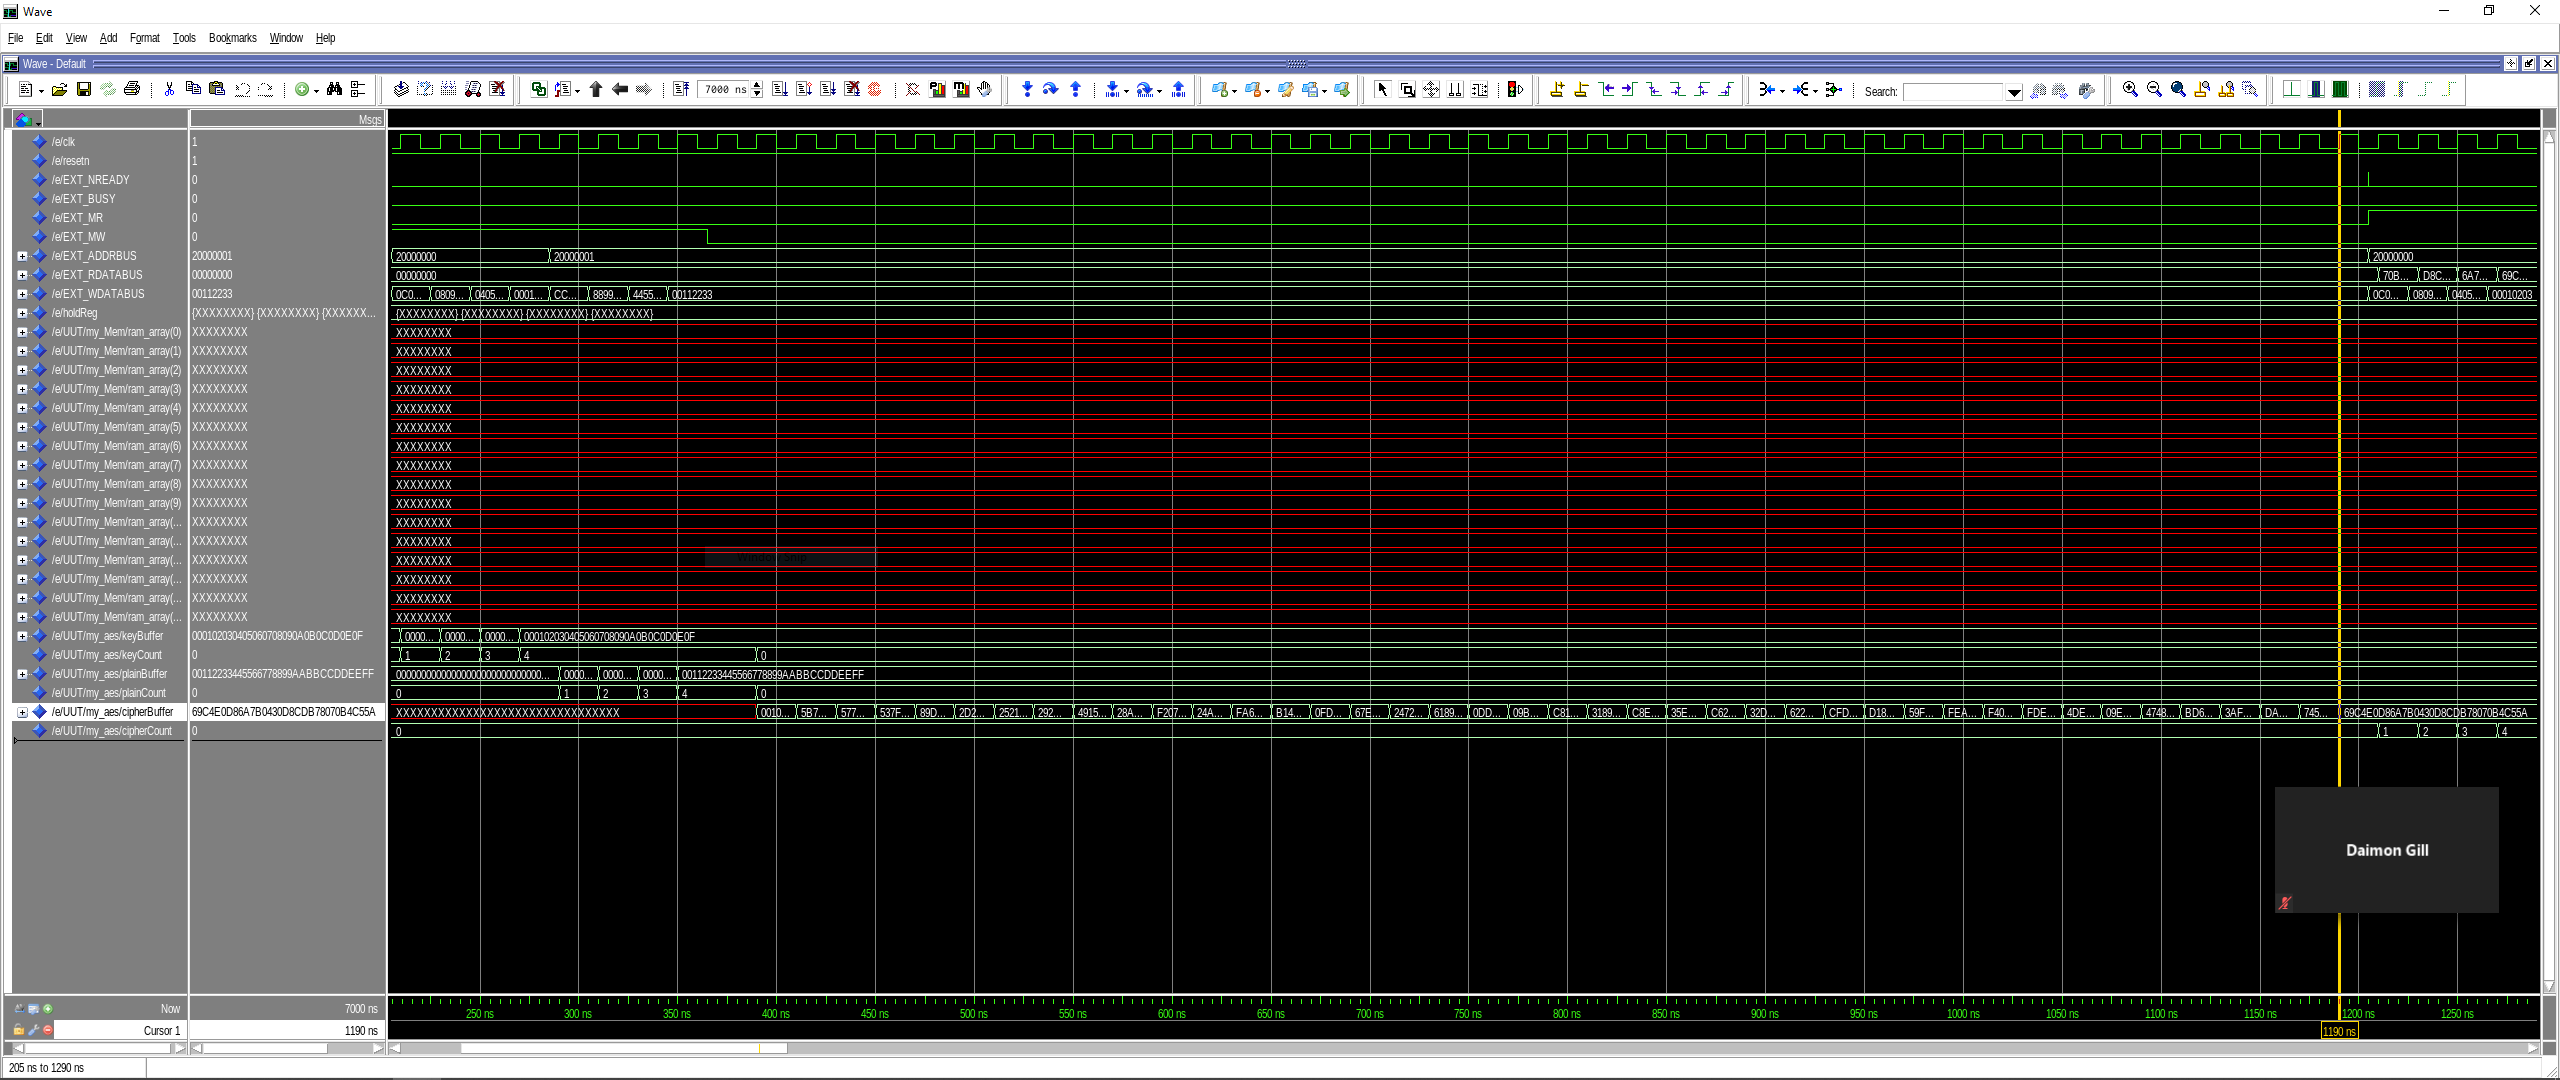 Wave
File Edit View Add Format Tools Bookmarks Window Help
Wave - Default
7000 ns Search:
Msgs
/e/clk 1
/e/resetn 1
/e/EXT_NREADY 0
/e/EXT_BUSY 0
/e/EXT_MR 0
/e/EXT_MW 0
/e/EXT_ADDRBUS 20000001 20000000 20000001 20000000
/e/EXT_RDATABUS 00000000 00000000 70B... D8C... 6A7... 69C...
/e/EXT_WDATABUS 00112233 0C0... 0809... 0405... 0001... CC... 8899... 4455... 00112233 0C0... 0809... 0405... 00010203
/e/holdReg {XXXXXXXX} {XXXXXXXX} {XXXXXX... {XXXXXXXX} {XXXXXXXX} {XXXXXXXX} {XXXXXXXX}
/e/UUT/my_Mem/ram_array(0) XXXXXXXX XXXXXXXX
/e/UUT/my_Mem/ram_array(1) XXXXXXXX XXXXXXXX
/e/UUT/my_Mem/ram_array(2) XXXXXXXX XXXXXXXX
/e/UUT/my_Mem/ram_array(3) XXXXXXXX XXXXXXXX
/e/UUT/my_Mem/ram_array(4) XXXXXXXX XXXXXXXX
/e/UUT/my_Mem/ram_array(5) XXXXXXXX XXXXXXXX
/e/UUT/my_Mem/ram_array(6) XXXXXXXX XXXXXXXX
/e/UUT/my_Mem/ram_array(7) XXXXXXXX XXXXXXXX
/e/UUT/my_Mem/ram_array(8) XXXXXXXX XXXXXXXX
/e/UUT/my_Mem/ram_array(9) XXXXXXXX XXXXXXXX
/e/UUT/my_Mem/ram_array(... XXXXXXXX XXXXXXXX
/e/UUT/my_Mem/ram_array(... XXXXXXXX XXXXXXXX
/e/UUT/my_Mem/ram_array(... XXXXXXXX XXXXXXXX
/e/UUT/my_Mem/ram_array(... XXXXXXXX XXXXXXXX
/e/UUT/my_Mem/ram_array(... XXXXXXXX XXXXXXXX
/e/UUT/my_Mem/ram_array(... XXXXXXXX XXXXXXXX
/e/UUT/my_aes/keyBuffer 000102030405060708090A0B0C0D0E0F 0000... 0000... 0000... 000102030405060708090A0B0C0D0E0F
/e/UUT/my_aes/keyCount 0 1 2 3 4 0
/e/UUT/my_aes/plainBuffer 00112233445566778899AABBCCDDEEFF 0000000000000000000000000000... 0000... 0000... 0000... 00112233445566778899AABBCCDDEEFF
/e/UUT/my_aes/plainCount 0 0 1 2 3 4 0
/e/UUT/my_aes/cipherBuffer 69C4E0D86A7B0430D8CDB78070B4C55A XXXXXXXXXXXXXXXXXXXXXXXXXXXXXXXX 0010... 5B7... 577... 537F... 89D... 2D2... 2521... 292... 4915... 28A... F207... 24A... FA6... B14... 0FD... 67E... 2472... 6189... 0DD... 09B... C81... 3189... C8E... 35E... C62... 32D... 622... CFD... D18... 59F... FEA... F40... FDE... 4DE... 09E... 4748... BD6... 3AF... DA... 745... 69C4E0D86A7B0430D8CDB78070B4C55A
/e/UUT/my_aes/cipherCount 0 0 1 2 3 4
Daimon Gill
Now 7000 ns 250 ns 300 ns 350 ns 400 ns 450 ns 500 ns 550 ns 600 ns 650 ns 700 ns 750 ns 800 ns 850 ns 900 ns 950 ns 1000 ns 1050 ns 1100 ns 1150 ns 1200 ns 1250 ns
Cursor 1 1190 ns 1190 ns
205 ns to 1290 ns